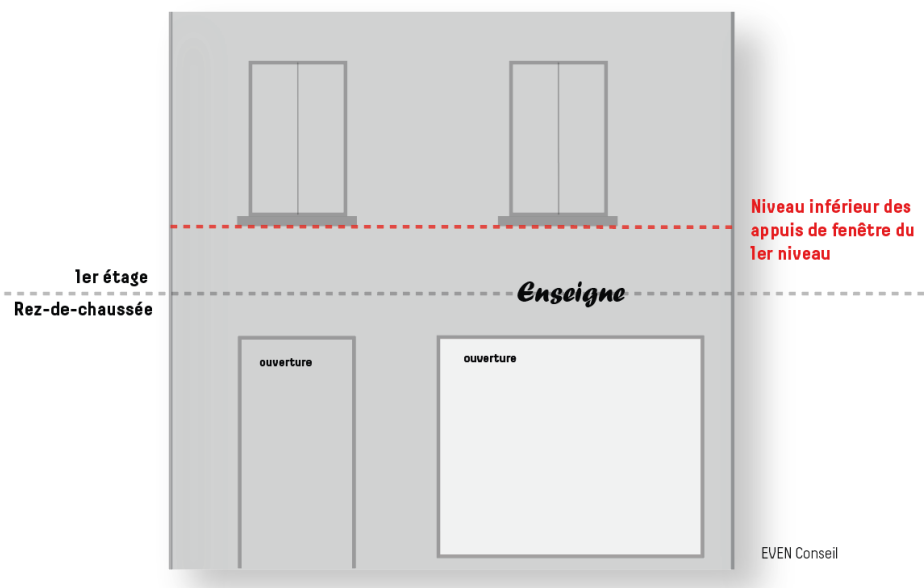 Niveau inférieur des
appuis de fenêtre du
1er niveau
1er étage
Enseigne
Rez-de-chaussée
ouverture
ouverture
EVEN Conseil